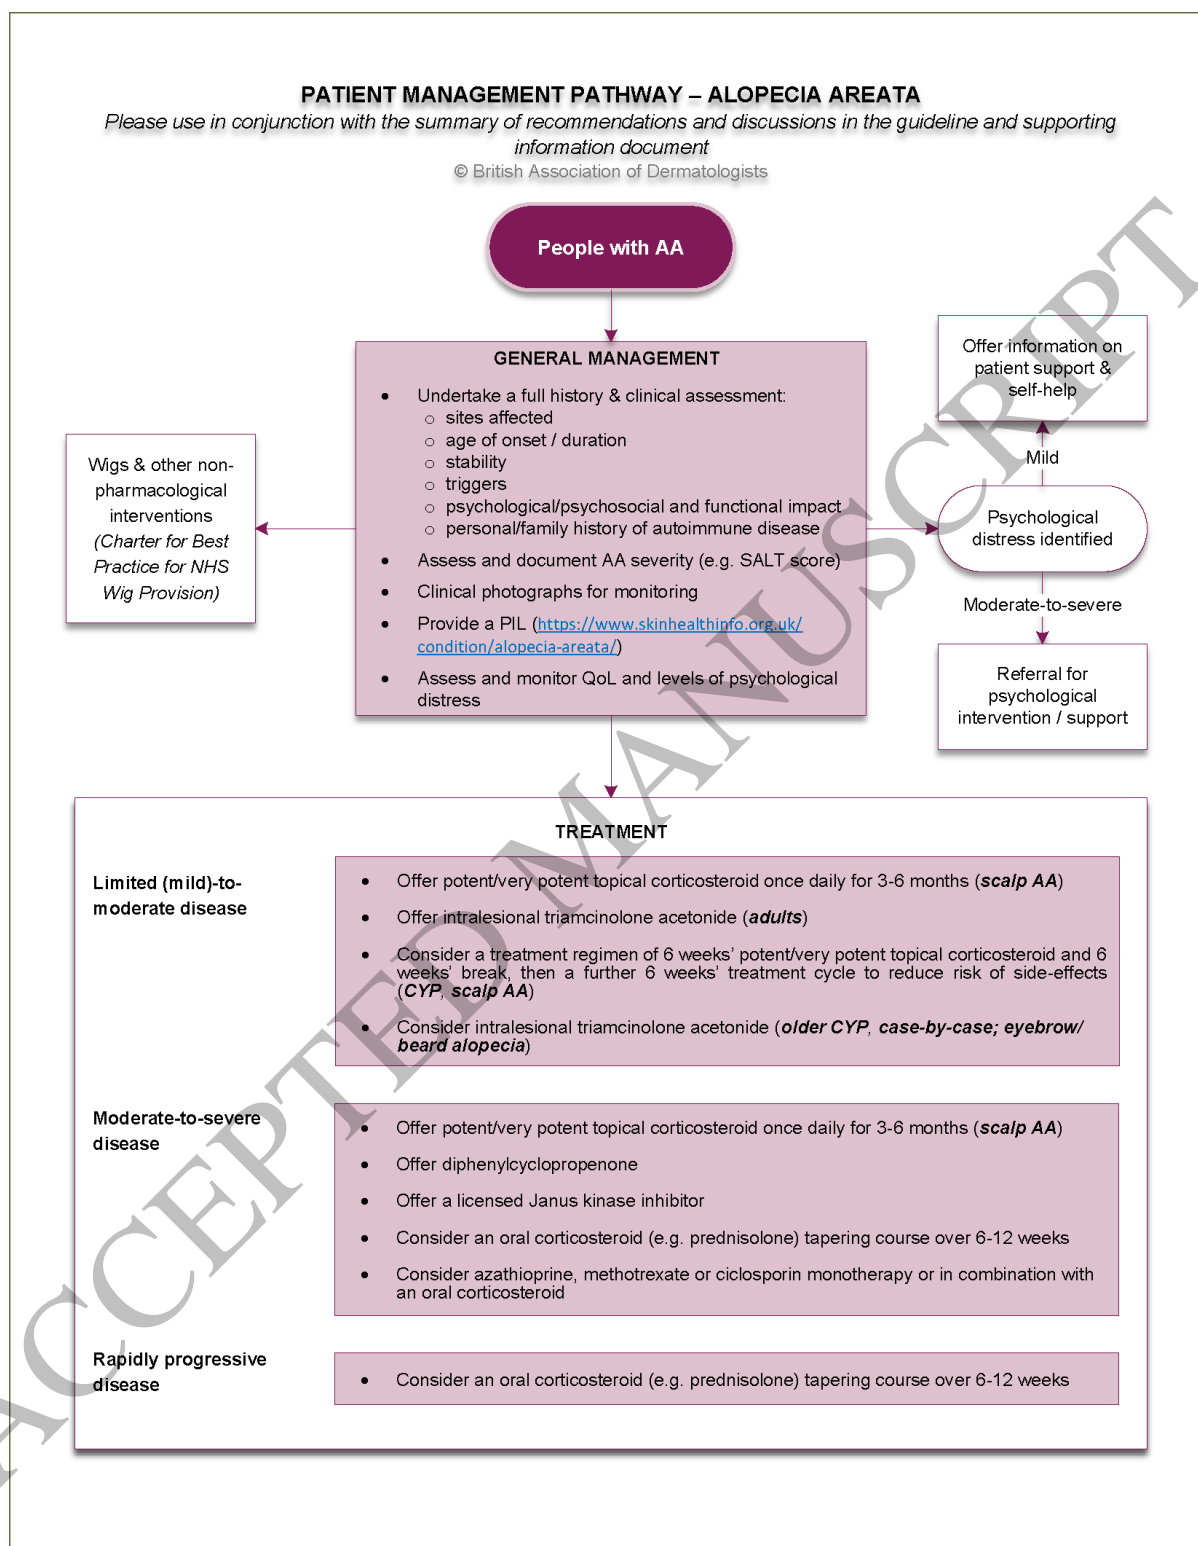 PATIENT MANAGEMENT PATHWAY – ALOPECIA AREATA
Please use in conjunction with the summary of recommendations and discussions in the guideline and supporting
information document
© British Association of Dermatologists
People with AA
GENERAL MANAGEMENT
• Undertake a full history & clinical assessment:
o sites affected
o age of onset / duration
o stability
o triggers
o psychological/psychosocial and functional impact
o personal/family history of autoimmune disease
• Assess and document AA severity (e.g. SALT score)
• Clinical photographs for monitoring
• Provide a PIL (https://www.skinhealthinfo.org.uk/
condition/alopecia-areata/)
• Assess and monitor QoL and levels of psychological
distress
Wigs & other non-
pharmacological
interventions
(Charter for Best
Practice for NHS
Wig Provision)
Offer information on
patient support &
self-help
Mild
Psychological
distress identified
Moderate-to-severe
Referral for
psychological
intervention / support
TREATMENT
Limited (mild)-to-
moderate disease
• Offer potent/very potent topical corticosteroid once daily for 3-6 months (scalp AA)
• Offer intralesional triamcinolone acetonide (adults)
• Consider a treatment regimen of 6 weeks’ potent/very potent topical corticosteroid and 6
weeks’ break, then a further 6 weeks’ treatment cycle to reduce risk of side-effects
(CYP, scalp AA)
• Consider intralesional triamcinolone acetonide (older CYP, case-by-case; eyebrow/
beard alopecia)
Moderate-to-severe
disease
• Offer potent/very potent topical corticosteroid once daily for 3-6 months (scalp AA)
• Offer diphenylcyclopropenone
• Offer a licensed Janus kinase inhibitor
• Consider an oral corticosteroid (e.g. prednisolone) tapering course over 6-12 weeks
• Consider azathioprine, methotrexate or ciclosporin monotherapy or in combination with
an oral corticosteroid
Rapidly progressive
disease
• Consider an oral corticosteroid (e.g. prednisolone) tapering course over 6-12 weeks
ACCEPTED MANUSCRIPT